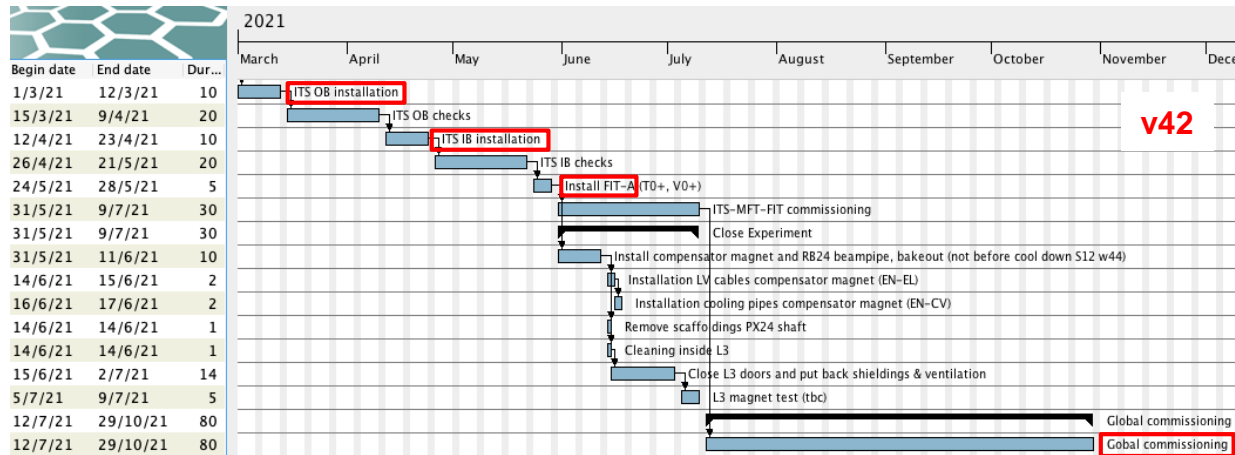 2021
March April May June July August September October November Dece
Begin date End date Dur...
1/3/21 12/3/21 10 ITS OB installation
15/3/21 9/4/21 20 ITS OB checks
v42
12/4/21 23/4/21 10 ITS IB installation
26/4/21 21/5/21 20 ITS IB checks
24/5/21 28/5/21 5 Install FIT-A (T0+, V0+)
31/5/21 9/7/21 30 ITS-MFT-FIT commissioning
31/5/21 9/7/21 30 Close Experiment
31/5/21 11/6/21 10 Install compensator magnet and RB24 beampipe, bakeout (not before cool down S12 w44)
14/6/21 15/6/21 2 Installation LV cables compensator magnet (EN-EL)
16/6/21 17/6/21 2 Installation cooling pipes compensator magnet (EN-CV)
14/6/21 14/6/21 1 Remove scaffoldings PX24 shaft
14/6/21 14/6/21 1 Cleaning inside L3
15/6/21 2/7/21 14 Close L3 doors and put back shieldings & ventilation
5/7/21 9/7/21 5 L3 magnet test (tbc)
12/7/21 29/10/21 80 Global commissioning
12/7/21 29/10/21 80 Gobal commissioning